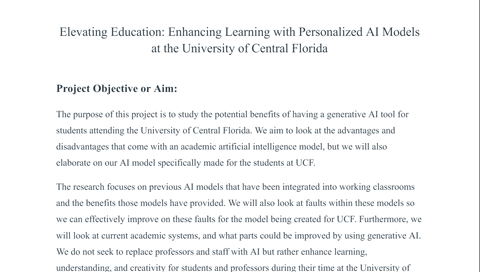 Elevating Education: Enhancing Learning with Personalized AI Models
at the University of Central Florida
Project Objective or Aim:
The purpose of this project is to study the potential benefits of having a generative AI tool for
students attending the University of Central Florida. We aim to look at the advantages and
disadvantages that come with an academic artificial intelligence model, but we will also
elaborate on our AI model specifically made for the students at UCF.
The research focuses on previous AI models that have been integrated into working classrooms
and the benefits those models have provided. We will also look at faults within these models so
we can effectively improve on these faults for the model being created for UCF. Furthermore, we
will look at current academic systems, and what parts could be improved by using generative AI.
We do not seek to replace professors and staff with AI but rather enhance learning,
understanding, and creativity for students and professors during their time at the University of